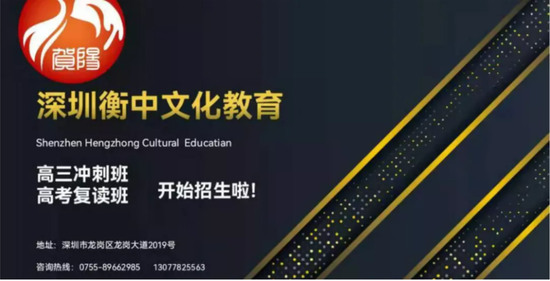 賀陽
深圳衡中文化教育
Shenzhen Hengzhong Cultural Educatian
高三冲刺班
高考复读班
开始招生啦!
地址：深圳市龙岗区龙岗大道2019号
咨询热线：0755-89662985 13077825563